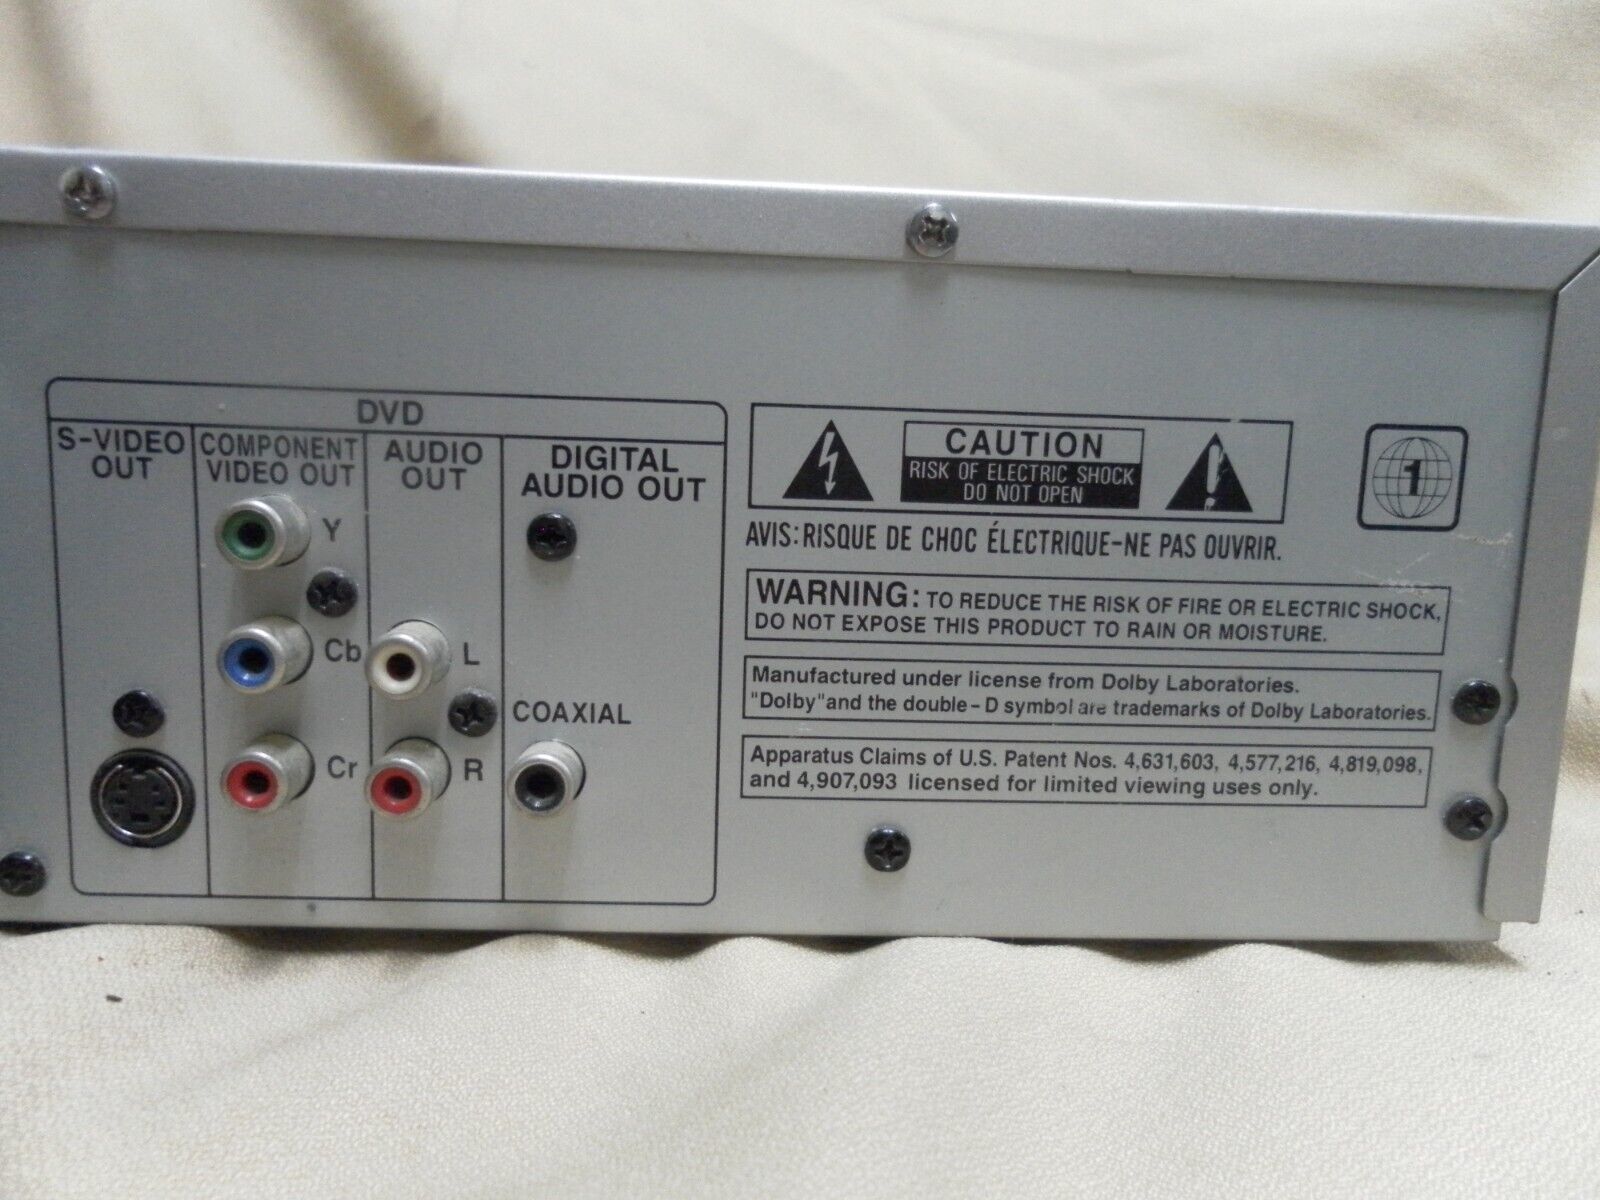 DVD
S-VIDEO
OUT
COMPONENT
VIDEO OUT
AUDIO
OUT
DIGITAL
AUDIO OUT
Y
Cb
Cr
L
R
COAXIAL
CAUTION
RISK OF ELECTRIC SHOCK
DO NOT OPEN
AVIS: RISQUE DE CHOC ÉLECTRIQUE-NE PAS OUVRIR.
1
WARNING: TO REDUCE THE RISK OF FIRE OR ELECTRIC SHOCK,
DO NOT EXPOSE THIS PRODUCT TO RAIN OR MOISTURE.
Manufactured under license from Dolby Laboratories.
"Dolby" and the double-D symbol are trademarks of Dolby Laboratories.
Apparatus Claims of U.S. Patent Nos. 4,631,603, 4,577,216, 4,819,098,
and 4,907,093 licensed for limited viewing uses only.